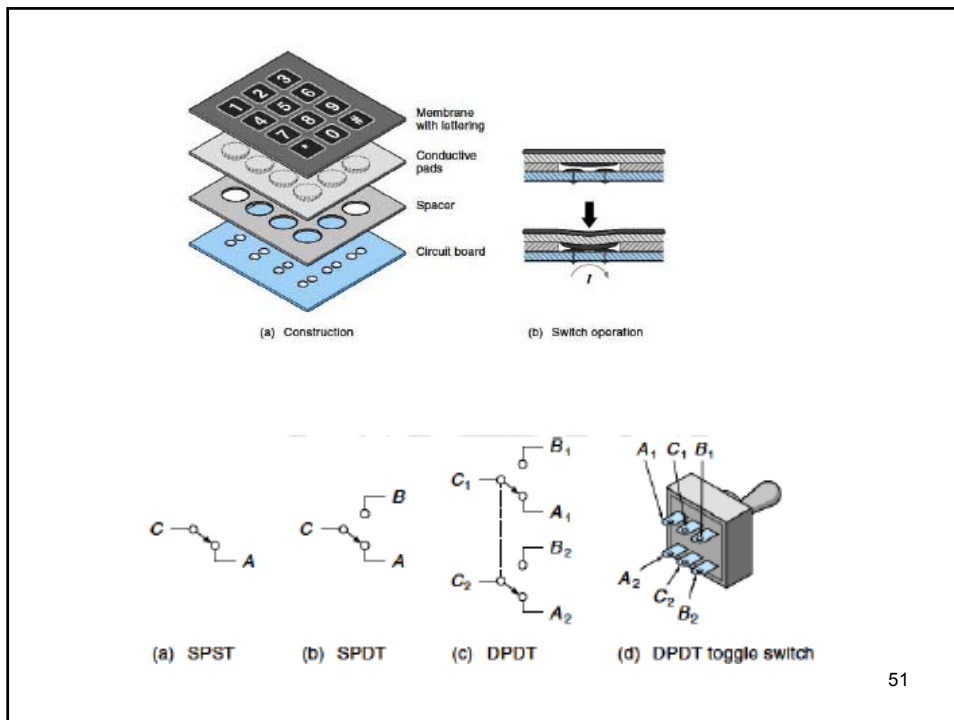 1 2 3
4 5 6
7 8 9
* 0 #
Membrane
with lettering
Conductive
pads
Spacer
Circuit board
I
(a) Construction
(b) Switch operation
C
A
B
C
A
B1
C1
A1
B2
C2
A2
A1 C1 B1
A2
C2
B2
(a) SPST
(b) SPDT
(c) DPDT
(d) DPDT toggle switch
51